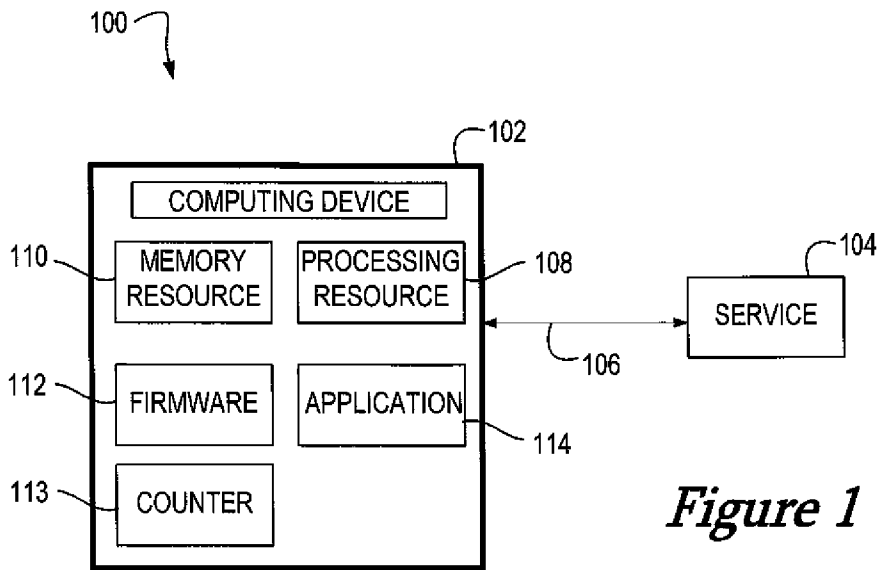 100
102
COMPUTING DEVICE
110
MEMORY
RESOURCE
PROCESSING
RESOURCE
108
104
SERVICE
106
112
FIRMWARE
APPLICATION
114
113
COUNTER
Figure 1